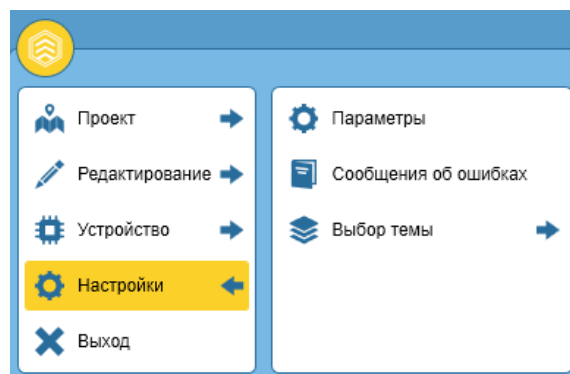 Проект
Редактирование
Устройство
Настройки
Выход
Параметры
Сообщения об ошибках
Выбор темы